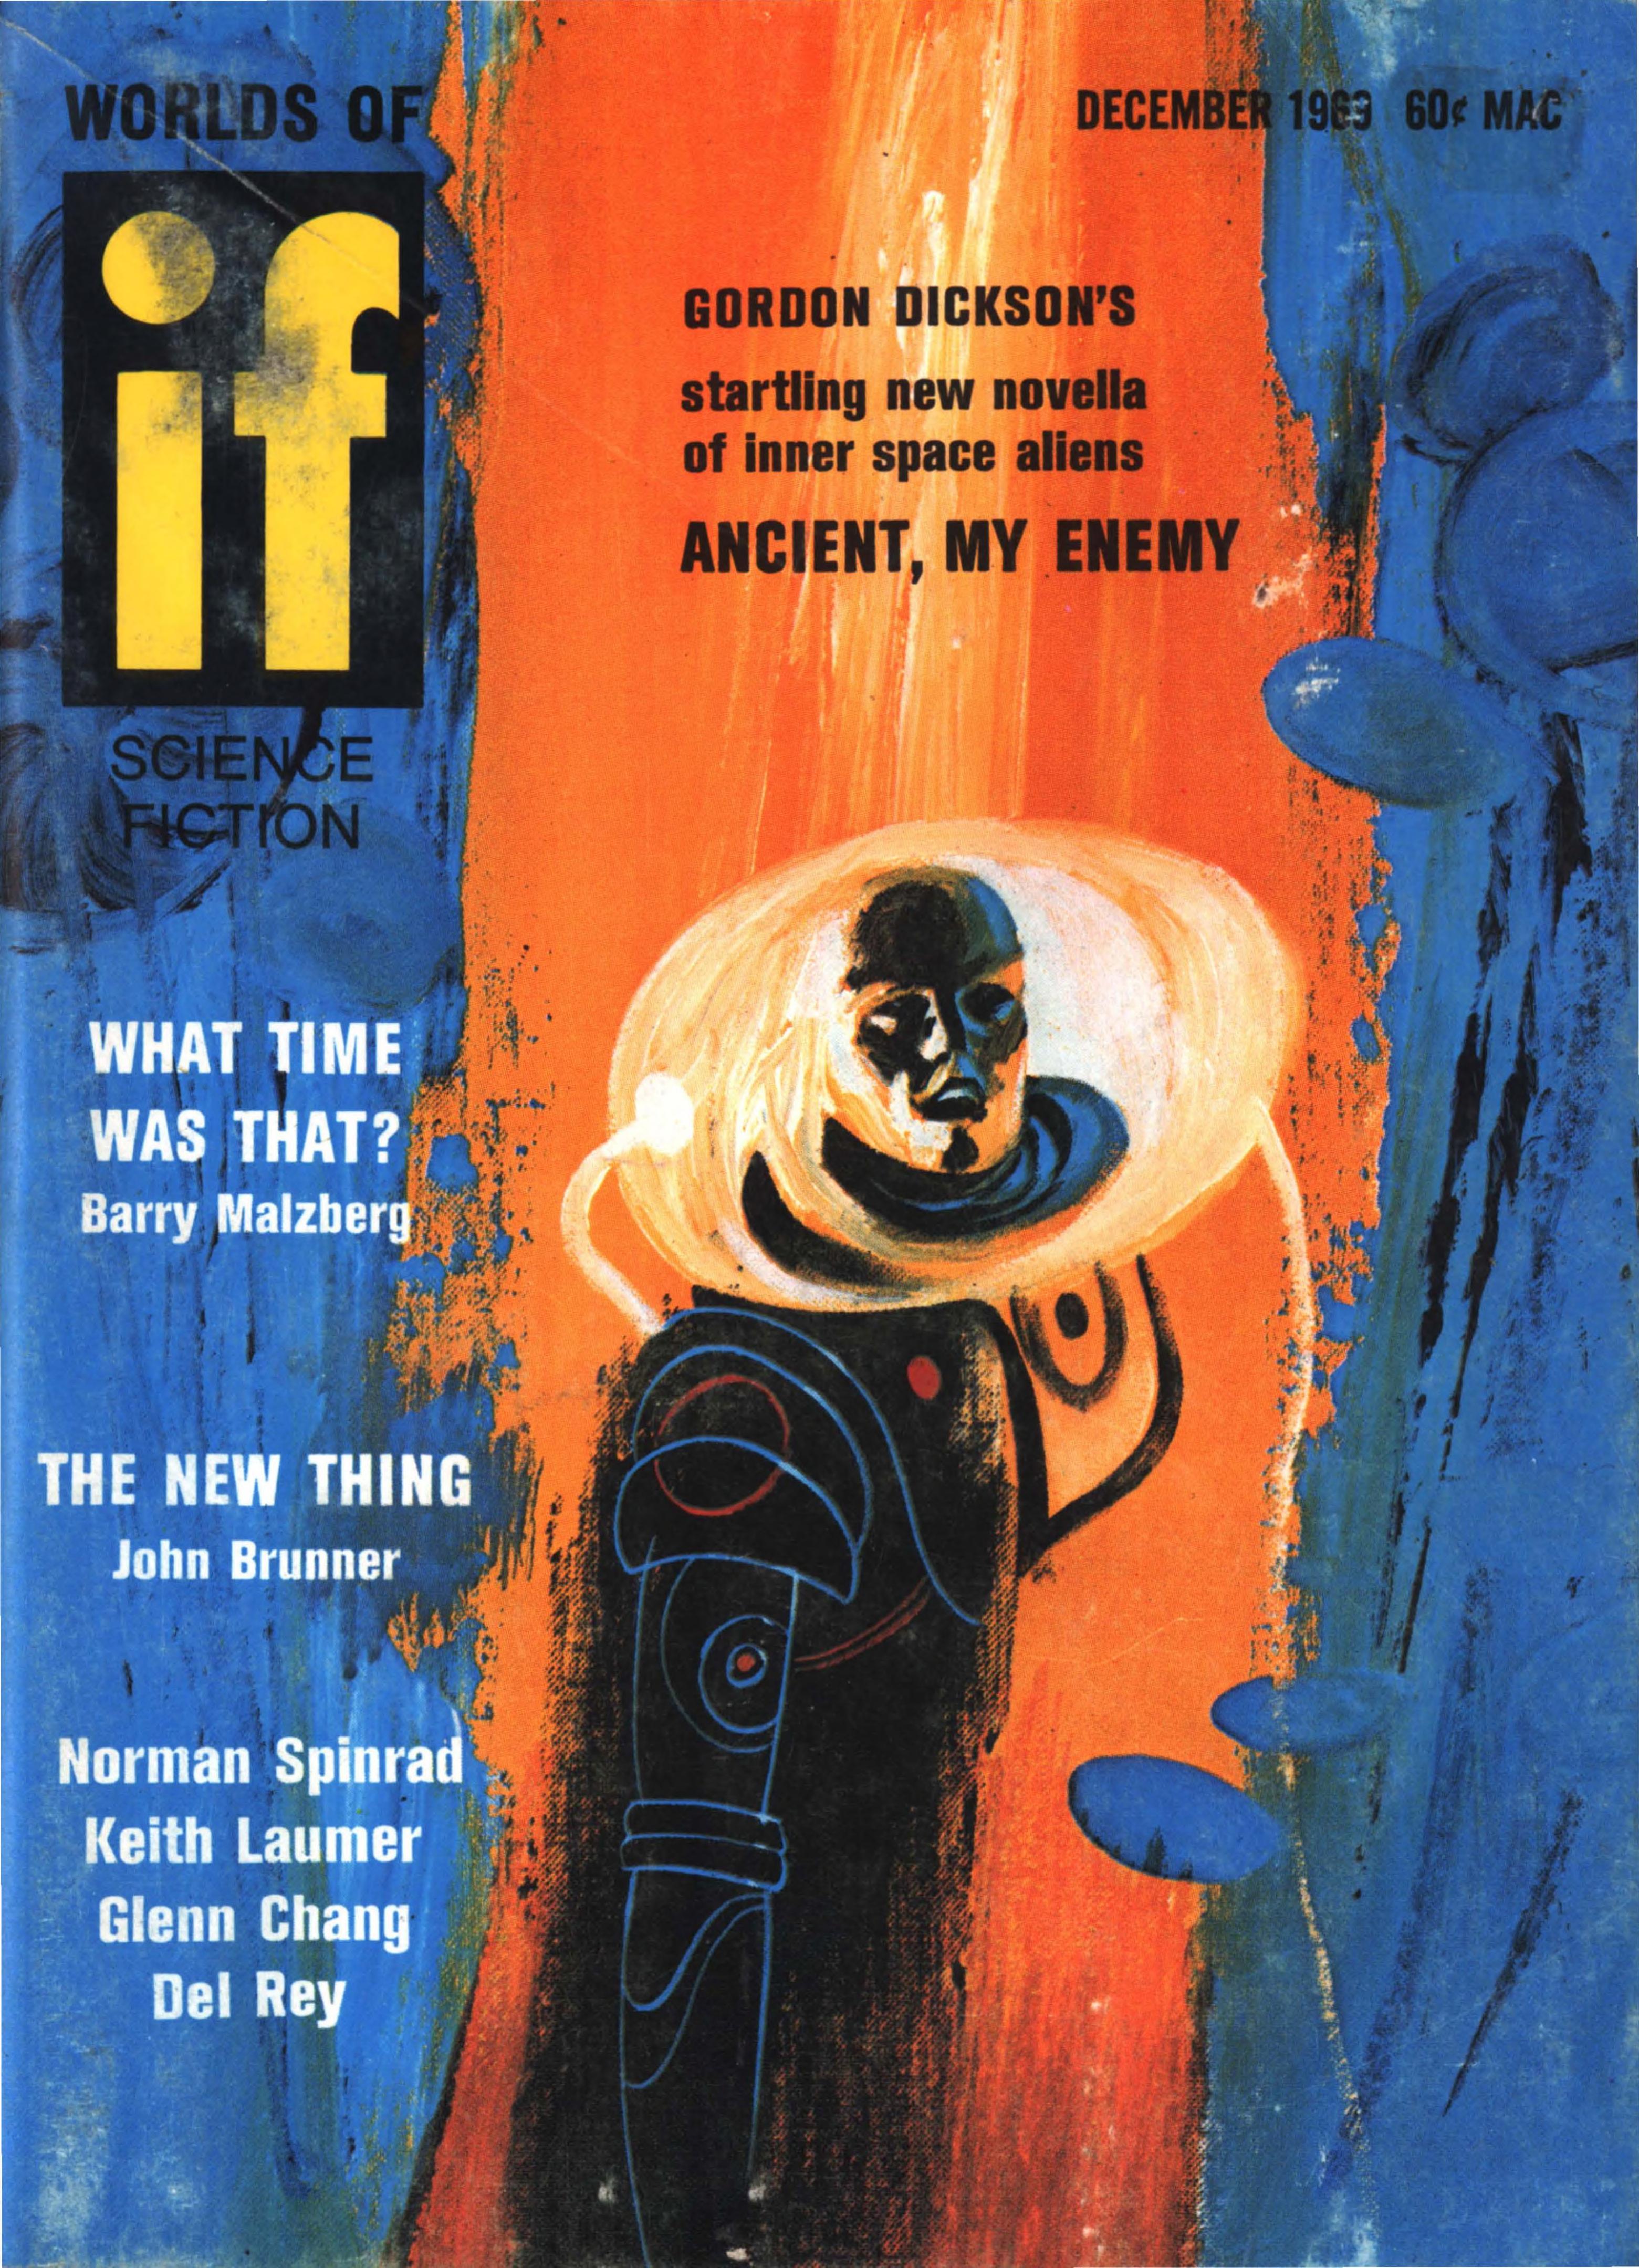 WORLDS OF
if
SCIENCE
FICTION
DECEMBER 1969 60¢ MAC
GORDON DICKSON'S
startling new novella
of inner space aliens
ANCIENT, MY ENEMY
WHAT TIME
WAS THAT?
Barry Malzberg
THE NEW THING
John Brunner
Norman Spinrad
Keith Laumer
Glenn Chang
Del Rey